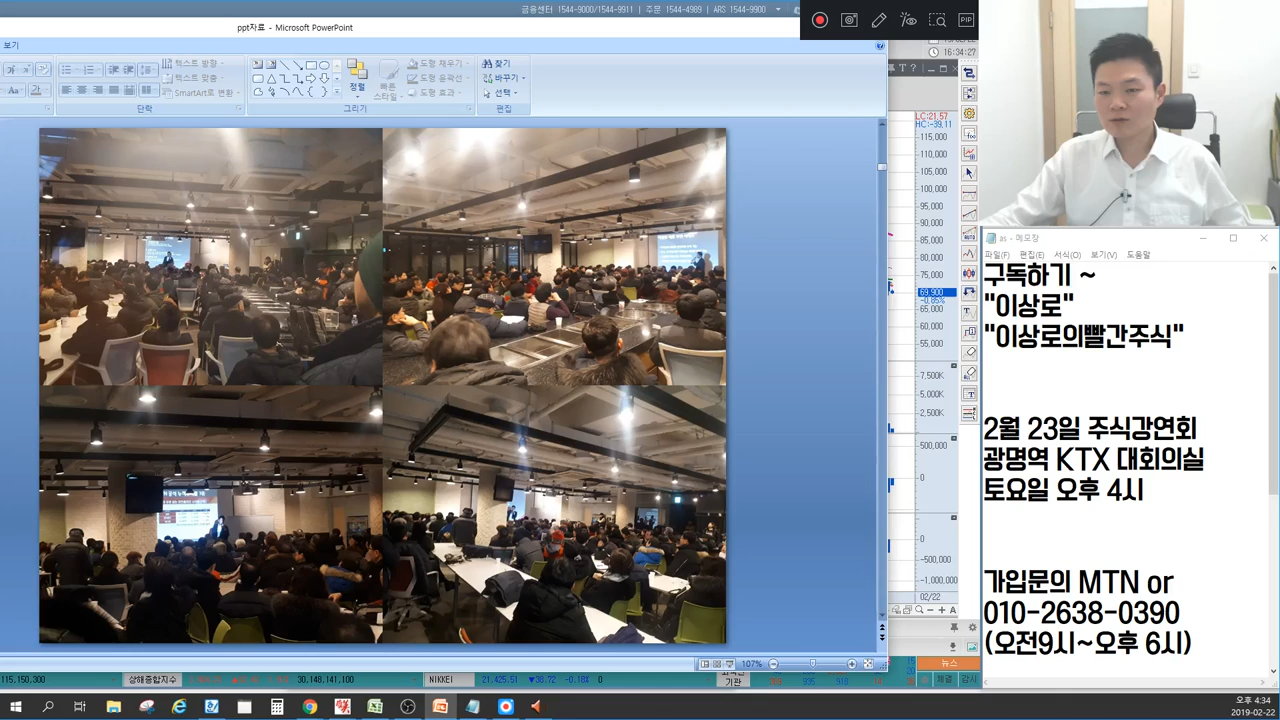 금융센터 1544-9000/1544-9911 | 주문 1544-4989 | ARS 1544-9900
ppt자료 - Microsoft PowerPoint
PIP
보기
16:34:27
텍스트 방향
텍스트 맞춤
SmartArt로 변환
단락
정렬
빠른
스타일
도형 채우기
도형 윤곽선
도형 효과
그리기
찾기
바꾸기
선택
편집
LC:21.57
HC:-39.11
115,000
110,000
105,000
100,000
95,000
90,000
85,000
80,000
75,000
69,900
-0.85%
65,000
60,000
55,000
7,500K
5,000K
2,500K
500,000
0
0
-500,000
-1,000,000
02/22
as - 메모장
파일(F) 편집(E) 서식(O) 보기(V) 도움말
구독하기 ~
"이상로"
"이상로의빨간주식"
2월 23일 주식강연회
광명역 KTX 대회의실
토요일 오후 4시
가입문의 MTN or
010-2638-0390
(오전9시~오후 6시)
107%
뉴스
115,150,300
30,148,141,100
NIKKEI
21,425.51 ▼38.72 -0.18% 0
기관
체결
감시
오후 4:34
2019-02-22